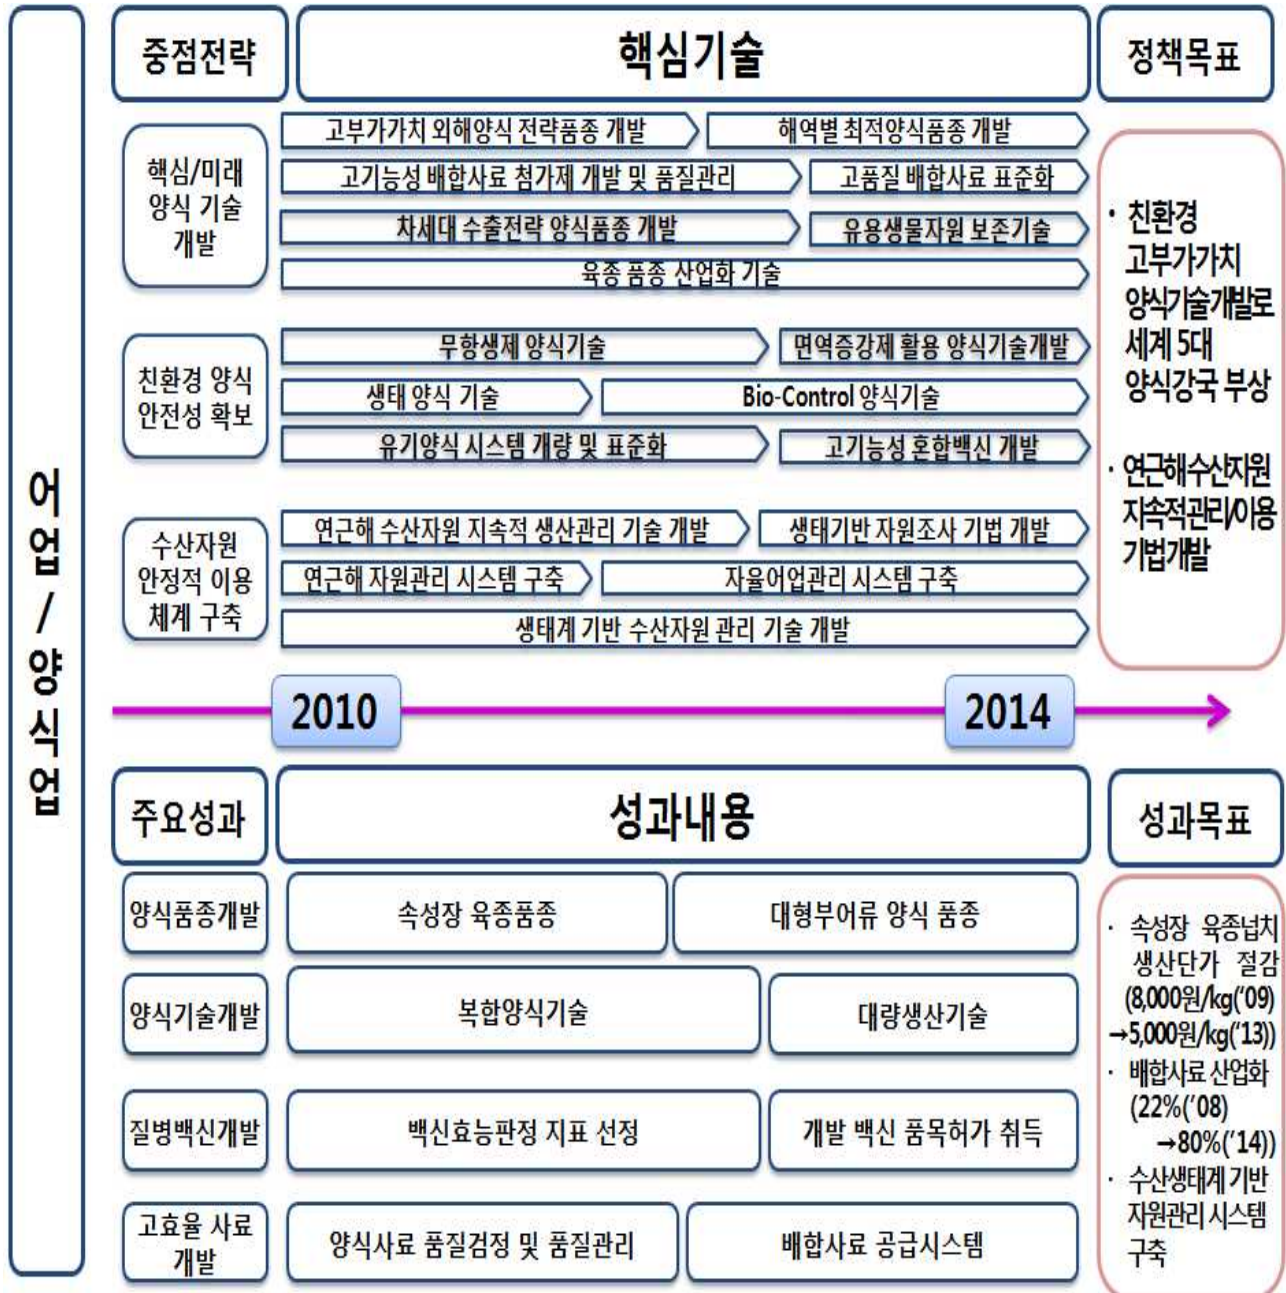 어업/양식업
중점전략
핵심기술
정책목표
핵심/미래
양식 기술
개발
고부가가치 외해양식 전략품종 개발
해역별 최적양식품종 개발
고기능성 배합사료 첨가제 개발 및 품질관리
고품질 배합사료 표준화
차세대 수출전략 양식품종 개발
유용생물자원 보존기술
육종 품종 산업화 기술
친환경 양식
안전성 확보
무항생제 양식기술
면역증강제 활용 양식기술개발
생태 양식 기술
Bio-Control 양식기술
유기양식 시스템 개량 및 표준화
고기능성 혼합백신 개발
수산자원
안정적 이용
체계 구축
연근해 수산자원 지속적 생산관리 기술 개발
생태기반 자원조사 기법 개발
연근해 자원관리 시스템 구축
자율어업관리 시스템 구축
생태계 기반 수산자원 관리 기술 개발
· 친환경
고부가가치
양식기술개발로
세계 5대
양식강국 부상
· 연근해수산자원
지속적관리/이용
기법개발
2010
2014
주요성과
성과내용
성과목표
양식품종개발
속성장 육종품종
대형부어류 양식 품종
양식기술개발
복합양식기술
대량생산기술
질병백신개발
백신효능판정 지표 선정
개발 백신 품목허가 취득
고효율 사료
개발
양식사료 품질검정 및 품질관리
배합사료 공급시스템
· 속성장 육종넙치
생산단가 절감
(8,000원/kg('09)
→5,000원/kg('13))
· 배합사료 산업화
(22%('08)
→80%('14))
· 수산생태계 기반
자원관리 시스템
구축